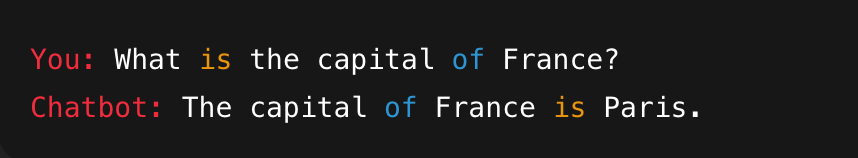 You: What is the capital of France?
Chatbot: The capital of France is Paris.